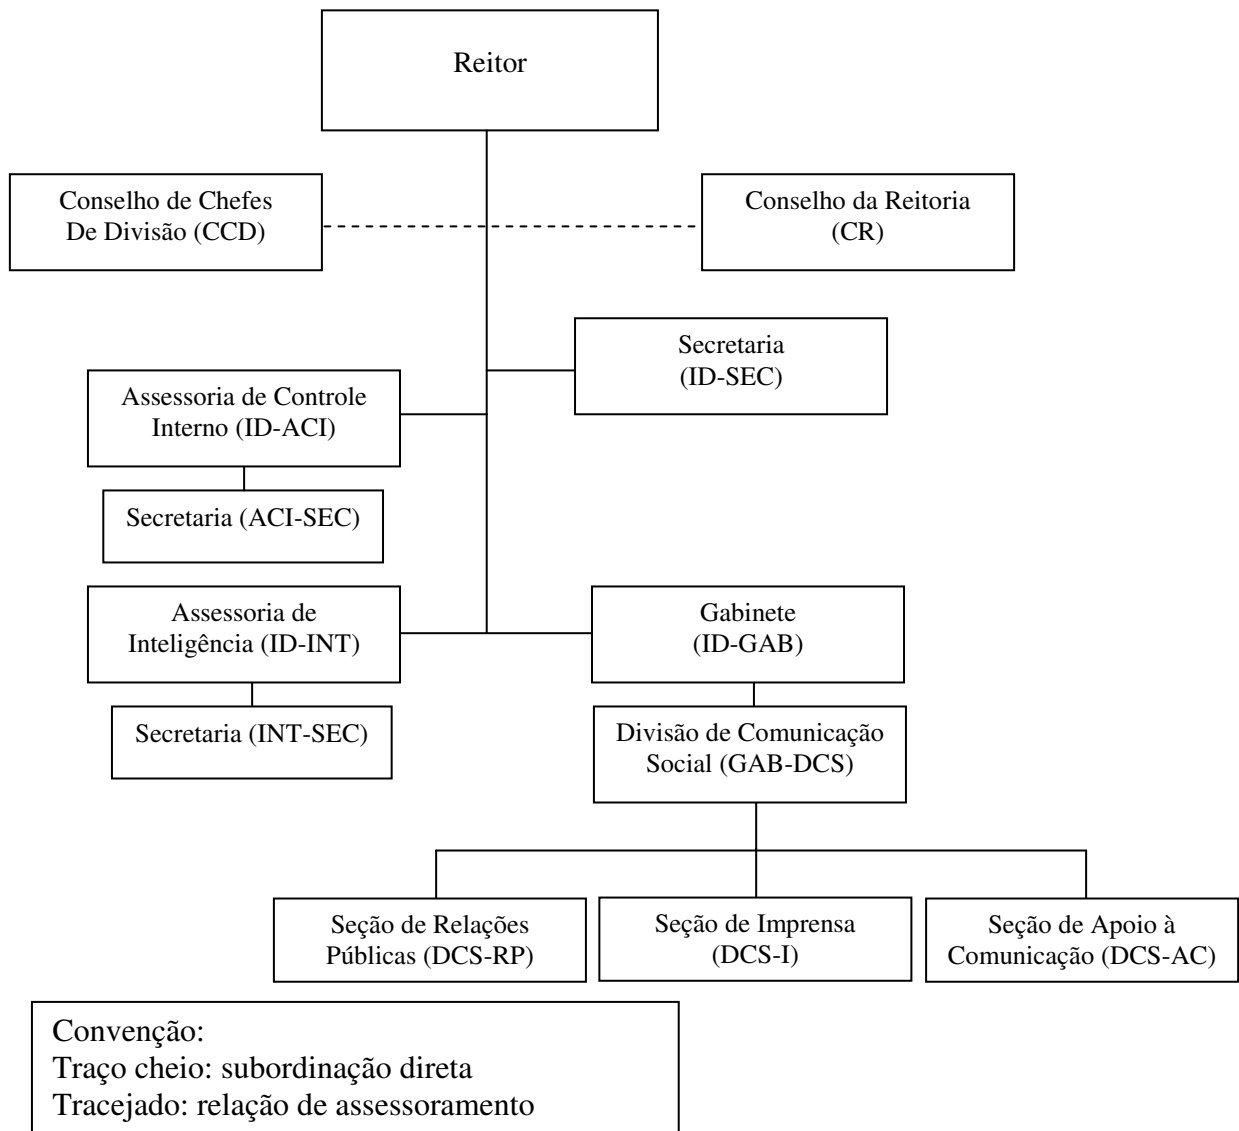 Reitor
Conselho de Chefes
De Divisão (CCD)
Conselho da Reitoria
(CR)
Secretaria
(ID-SEC)
Assessoria de Controle
Interno (ID-ACI)
Secretaria (ACI-SEC)
Assessoria de
Inteligência (ID-INT)
Gabinete
(ID-GAB)
Secretaria (INT-SEC)
Divisão de Comunicação
Social (GAB-DCS)
Seção de Relações
Públicas (DCS-RP)
Seção de Imprensa
(DCS-I)
Seção de Apoio à
Comunicação (DCS-AC)
Convenção:
Traço cheio: subordinação direta
Tracejado: relação de assessoramento